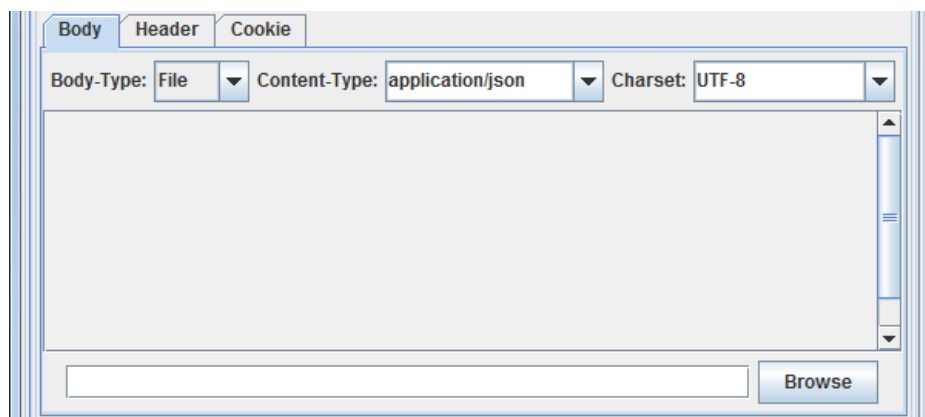 Body Header Cookie
Body-Type: File Content-Type: application/json Charset: UTF-8
Browse